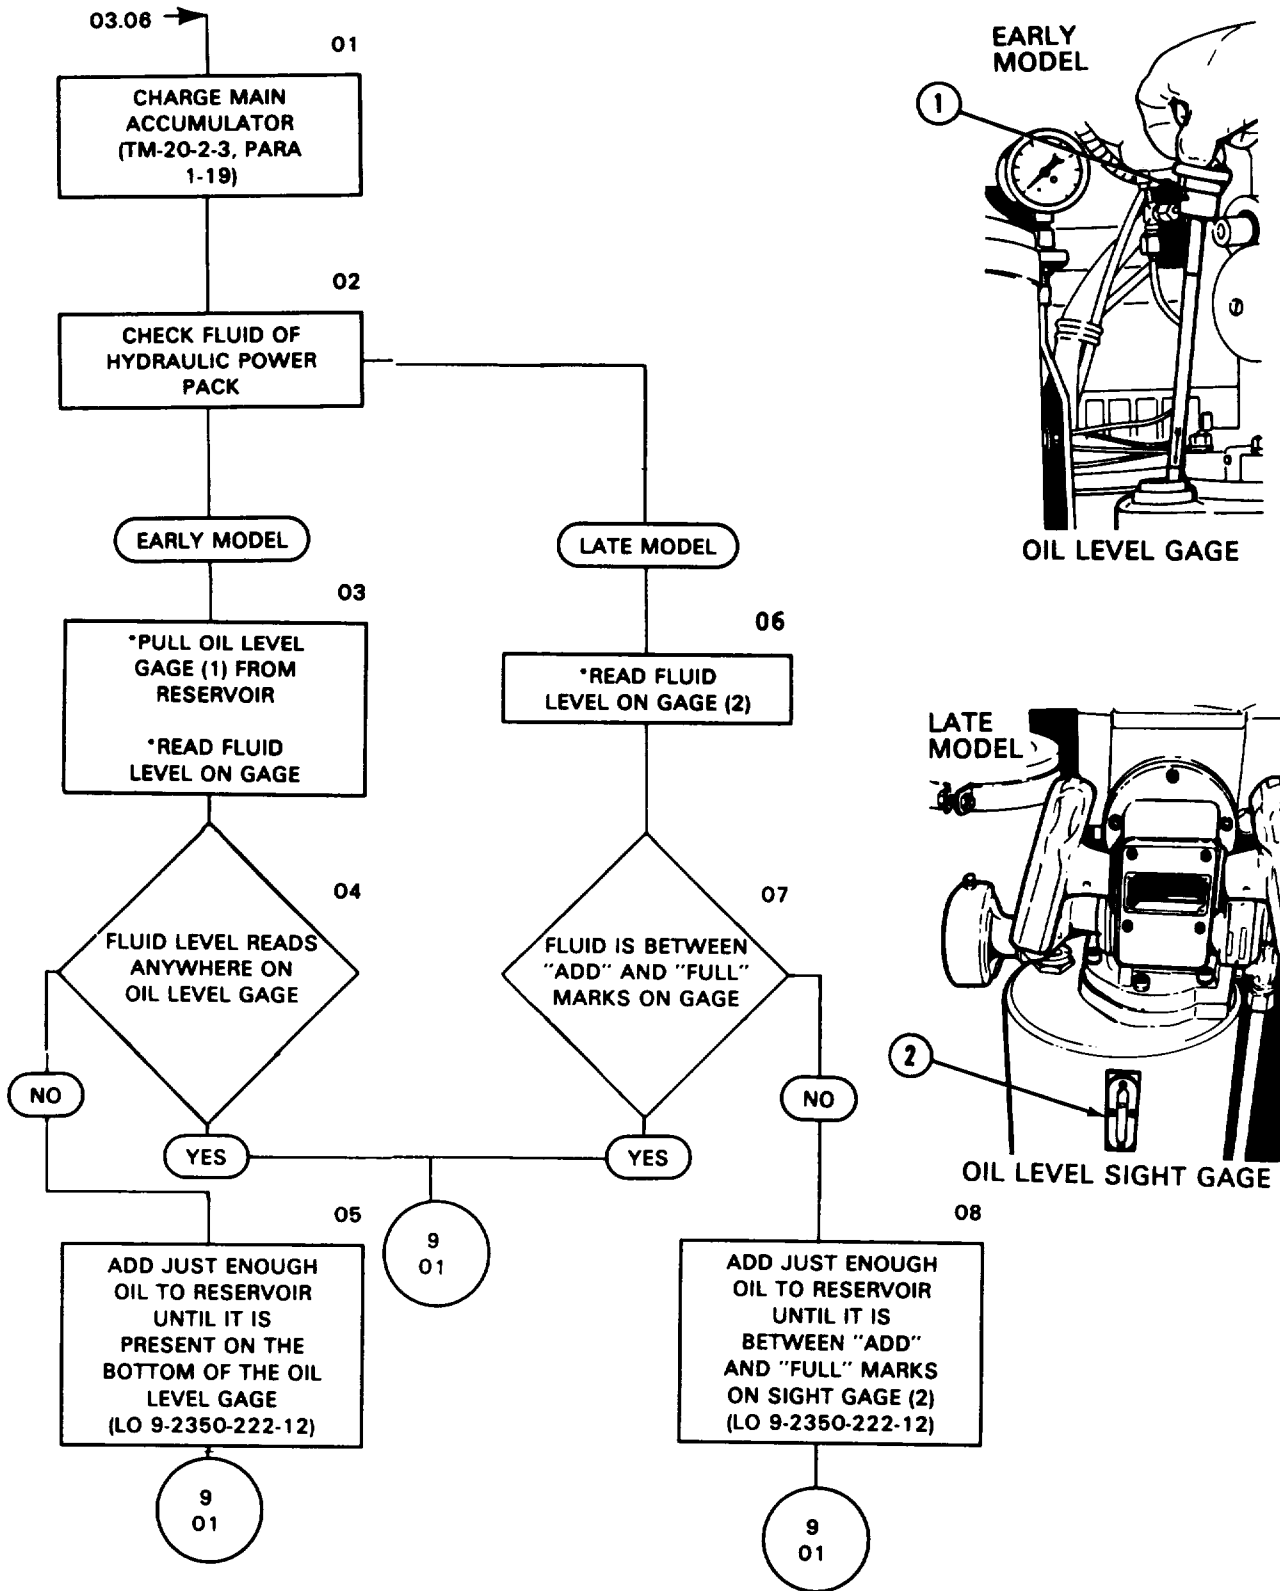 03.06
01
CHARGE MAIN
ACCUMULATOR
(TM-20-2-3, PARA
1-19)
02
CHECK FLUID OF
HYDRAULIC POWER
PACK
EARLY MODEL
LATE MODEL
03
*PULL OIL LEVEL
GAGE (1) FROM
RESERVOIR
*READ FLUID
LEVEL ON GAGE
06
*READ FLUID
LEVEL ON GAGE (2)
04
FLUID LEVEL READS
ANYWHERE ON
OIL LEVEL GAGE
07
FLUID IS BETWEEN
"ADD" AND "FULL"
MARKS ON GAGE
NO
YES
YES
NO
9
01
05
ADD JUST ENOUGH
OIL TO RESERVOIR
UNTIL IT IS
PRESENT ON THE
BOTTOM OF THE OIL
LEVEL GAGE
(LO 9-2350-222-12)
9
01
08
ADD JUST ENOUGH
OIL TO RESERVOIR
UNTIL IT IS
BETWEEN "ADD"
AND "FULL" MARKS
ON SIGHT GAGE (2)
(LO 9-2350-222-12)
9
01
EARLY
MODEL
1
OIL LEVEL GAGE
LATE
MODEL
2
OIL LEVEL SIGHT GAGE